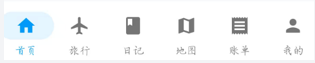 首页 旅行 日记 地图 账单 我的